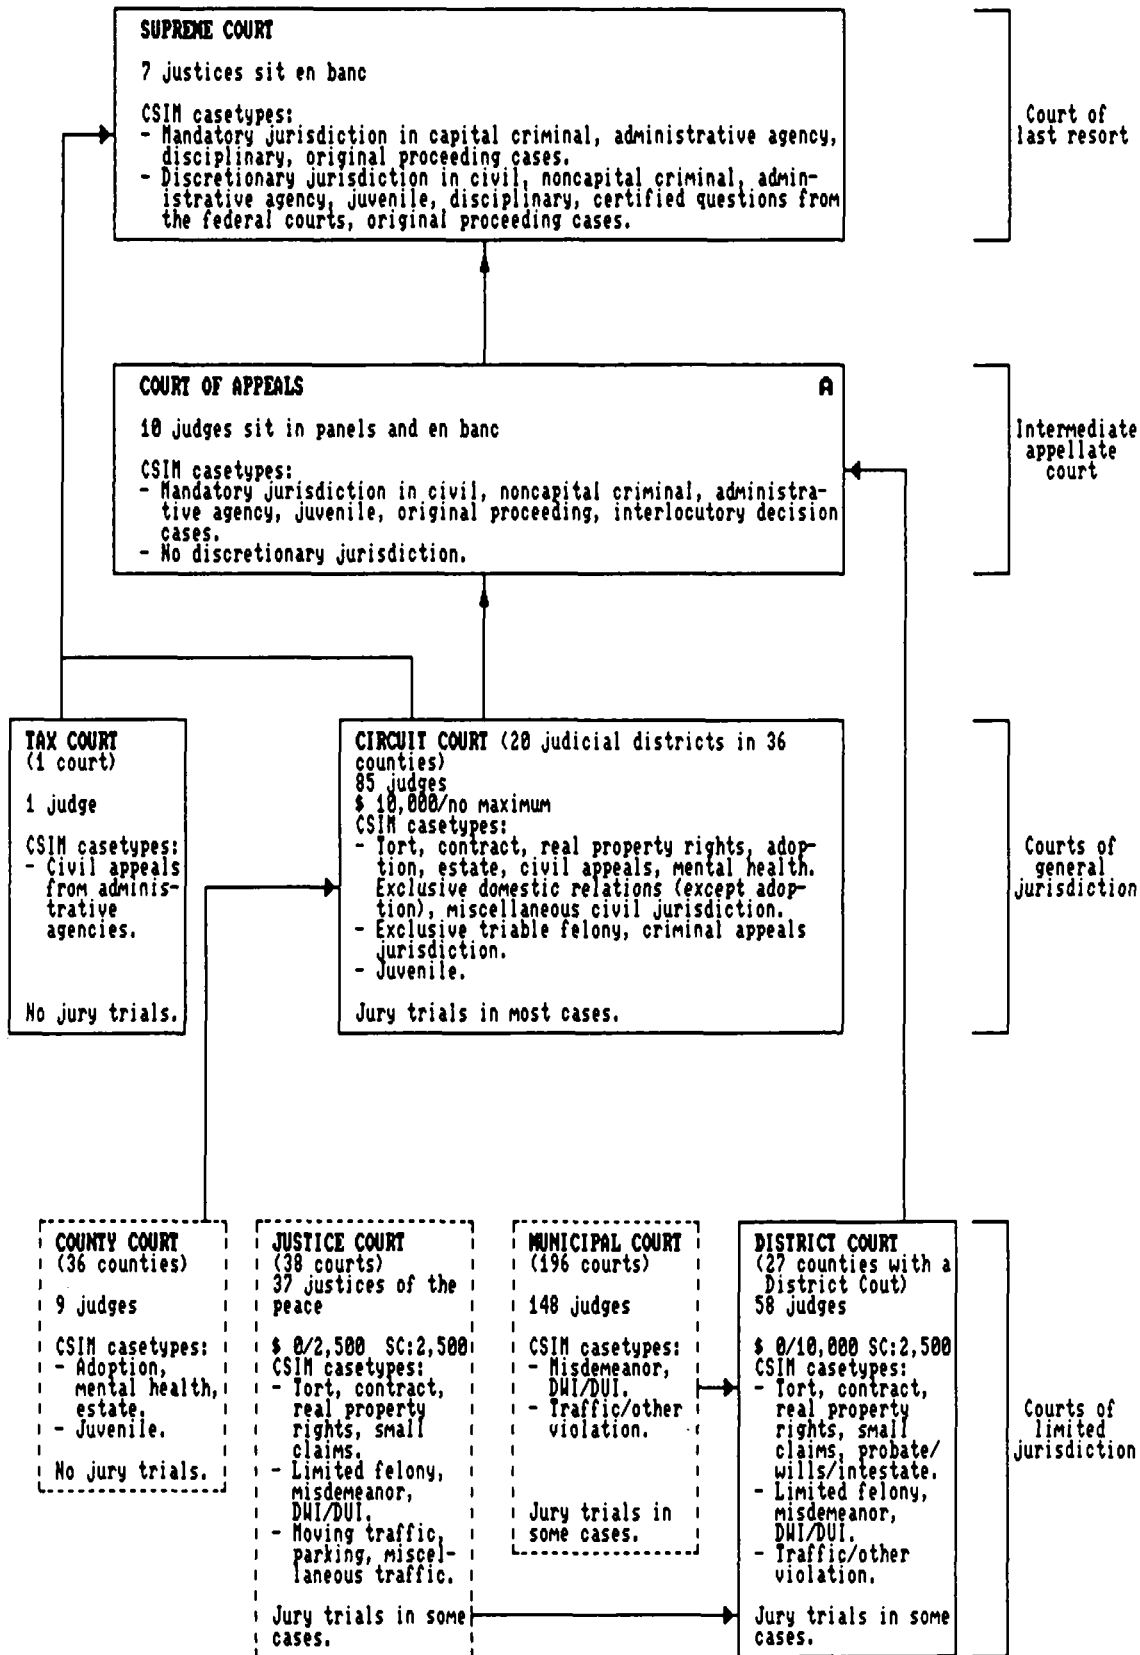 SUPREME COURT
7 justices sit en banc
CSIM casetypes:
- Mandatory jurisdiction in capital criminal, administrative agency,
disciplinary, original proceeding cases.
- Discretionary jurisdiction in civil, noncapital criminal, admin-
istrative agency, juvenile, disciplinary, certified questions from
the federal courts, original proceeding cases.
Court of
last resort
COURT OF APPEALS A
10 judges sit in panels and en banc
CSIM casetypes:
- Mandatory jurisdiction in civil, noncapital criminal, administra-
tive agency, juvenile, original proceeding, interlocutory decision
cases.
- No discretionary jurisdiction.
Intermediate
appellate
court
TAX COURT
(1 court)
1 judge
CSIM casetypes:
- Civil appeals
from adminis-
trative
agencies.
No jury trials.
CIRCUIT COURT (20 judicial districts in 36
counties)
85 judges
$ 10,000/no maximum
CSIM casetypes:
- Tort, contract, real property rights, adop-
tion, estate, civil appeals, mental health.
Exclusive domestic relations (except adop-
tion), miscellaneous civil jurisdiction.
- Exclusive triable felony, criminal appeals
jurisdiction.
- Juvenile.
Jury trials in most cases.
Courts of
general
jurisdiction
COUNTY COURT
(36 counties)
9 judges
CSIM casetypes:
- Adoption,
mental health,
estate.
- Juvenile.
No jury trials.
JUSTICE COURT
(38 courts)
37 justices of the
peace
$ 0/2,500 SC:2,500
CSIM casetypes:
- Tort, contract,
real property
rights, small
claims.
- Limited felony,
misdemeanor,
DWI/DUI.
- Moving traffic,
parking, miscel-
laneous traffic.
Jury trials in some
cases.
MUNICIPAL COURT
(196 courts)
148 judges
CSIM casetypes:
- Misdemeanor,
DWI/DUI.
- Traffic/other
violation.
Jury trials in
some cases.
DISTRICT COURT
(27 counties with a
District Cout)
58 judges
$ 0/10,000 SC:2,500
CSIM casetypes:
- Tort, contract,
real property
rights, small
claims, probate/
wills/intestate.
- Limited felony,
misdemeanor,
DWI/DUI.
- Traffic/other
violation.
Jury trials in some
cases.
Courts of
limited
jurisdiction